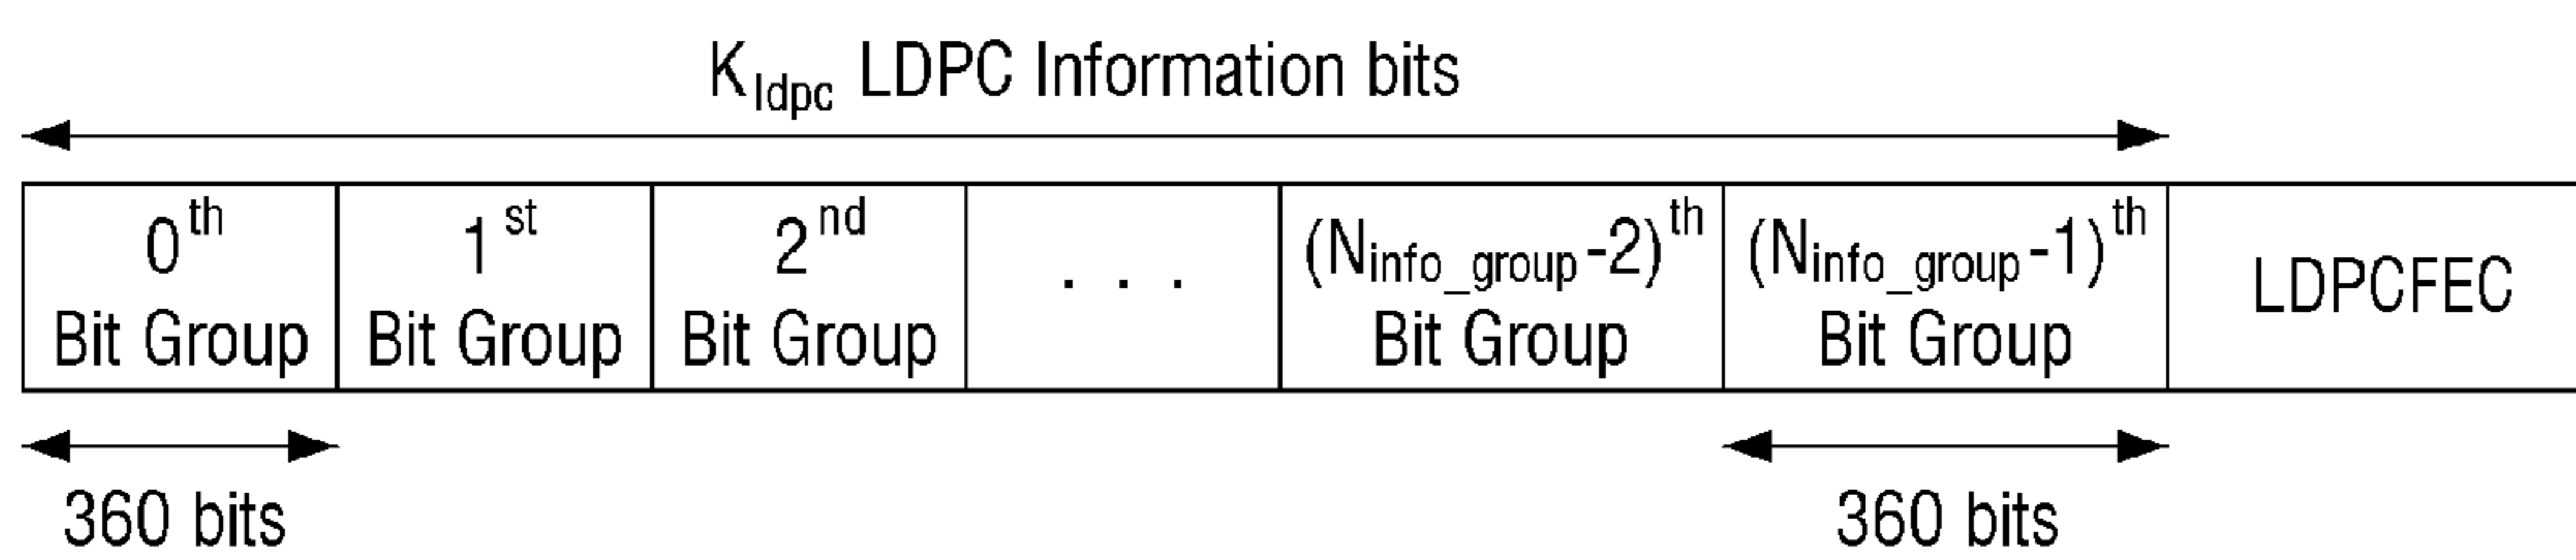 K_ldpc LDPC Information bits
0th 1st 2nd . . . (N_info_group-2)th (N_info_group-1)th LDPCFEC
Bit Group Bit Group Bit Group Bit Group Bit Group
360 bits 360 bits